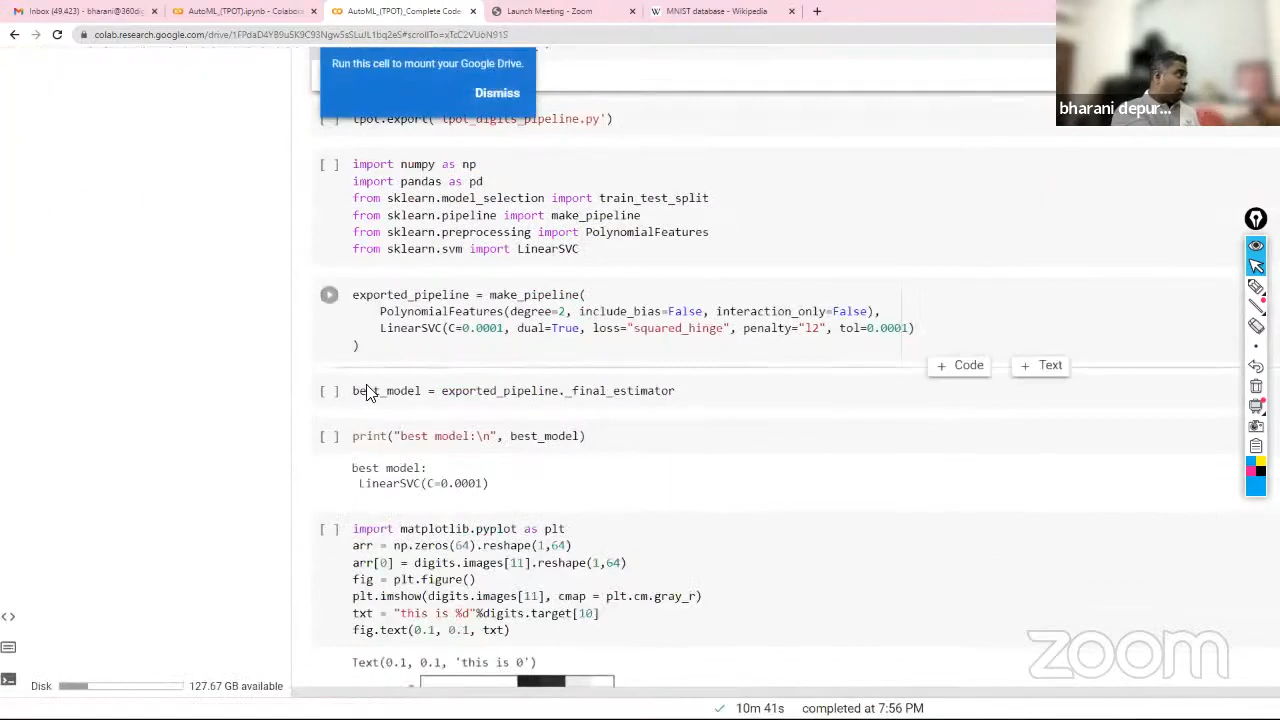 Inbox (49,423) - bharani@360dig
AutoML_(TPOT).ipynb - Colabora
AutoML_(TPOT)_Complete Code
Launch Meeting - Zoom
MNIST database - Wikipedia
colab.research.google.com/drive/1FPdaD4YB9u5K9C93Ngw5sSLuJL1bq2eS#scrollTo=xTcC2VUoN91S
Run this cell to mount your Google Drive.
Dismiss
bharani depur...
[ ] tpot.export('tpot_digits_pipeline.py')
[ ] import numpy as np
import pandas as pd
from sklearn.model_selection import train_test_split
from sklearn.pipeline import make_pipeline
from sklearn.preprocessing import PolynomialFeatures
from sklearn.svm import LinearSVC
exported_pipeline = make_pipeline(
PolynomialFeatures(degree=2, include_bias=False, interaction_only=False),
LinearSVC(C=0.0001, dual=True, loss="squared_hinge", penalty="l2", tol=0.0001)
)
+ Code + Text
[ ] best_model = exported_pipeline._final_estimator
[ ] print("best model:\n", best_model)
best model:
LinearSVC(C=0.0001)
[ ] import matplotlib.pyplot as plt
arr = np.zeros(64).reshape(1,64)
arr[0] = digits.images[11].reshape(1,64)
fig = plt.figure()
plt.imshow(digits.images[11], cmap = plt.cm.gray_r)
txt = "this is %d"%digits.target[10]
fig.text(0.1, 0.1, txt)
Text(0.1, 0.1, 'this is 0')
zoom
Disk 127.67 GB available
10m 41s completed at 7:56 PM